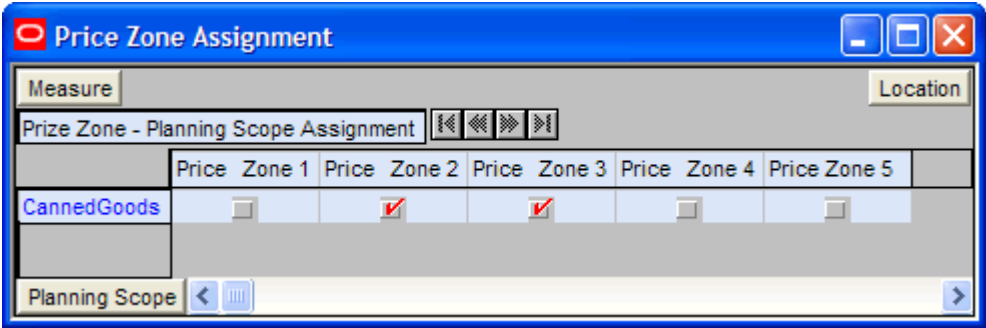 Price Zone Assignment
Measure Location
Prize Zone - Planning Scope Assignment
Price Zone 1 Price Zone 2 Price Zone 3 Price Zone 4 Price Zone 5
CannedGoods
Planning Scope